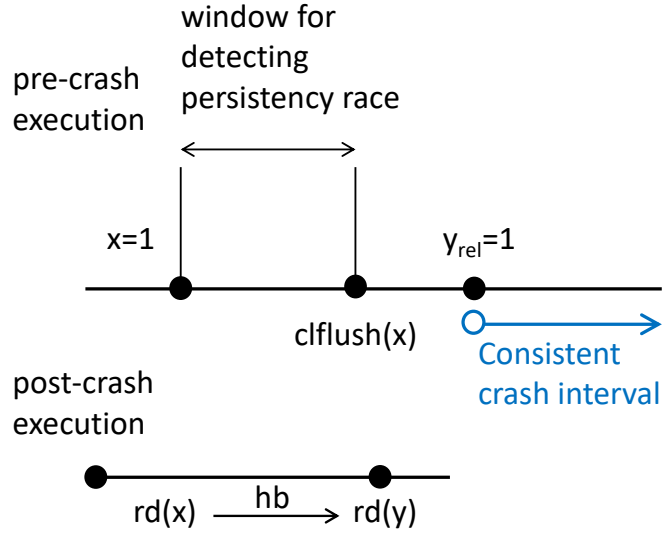 window for
detecting
persistency race
pre-crash
execution
x=1
y_rel=1
clflush(x)
Consistent
crash interval
post-crash
execution
rd(x) hb rd(y)